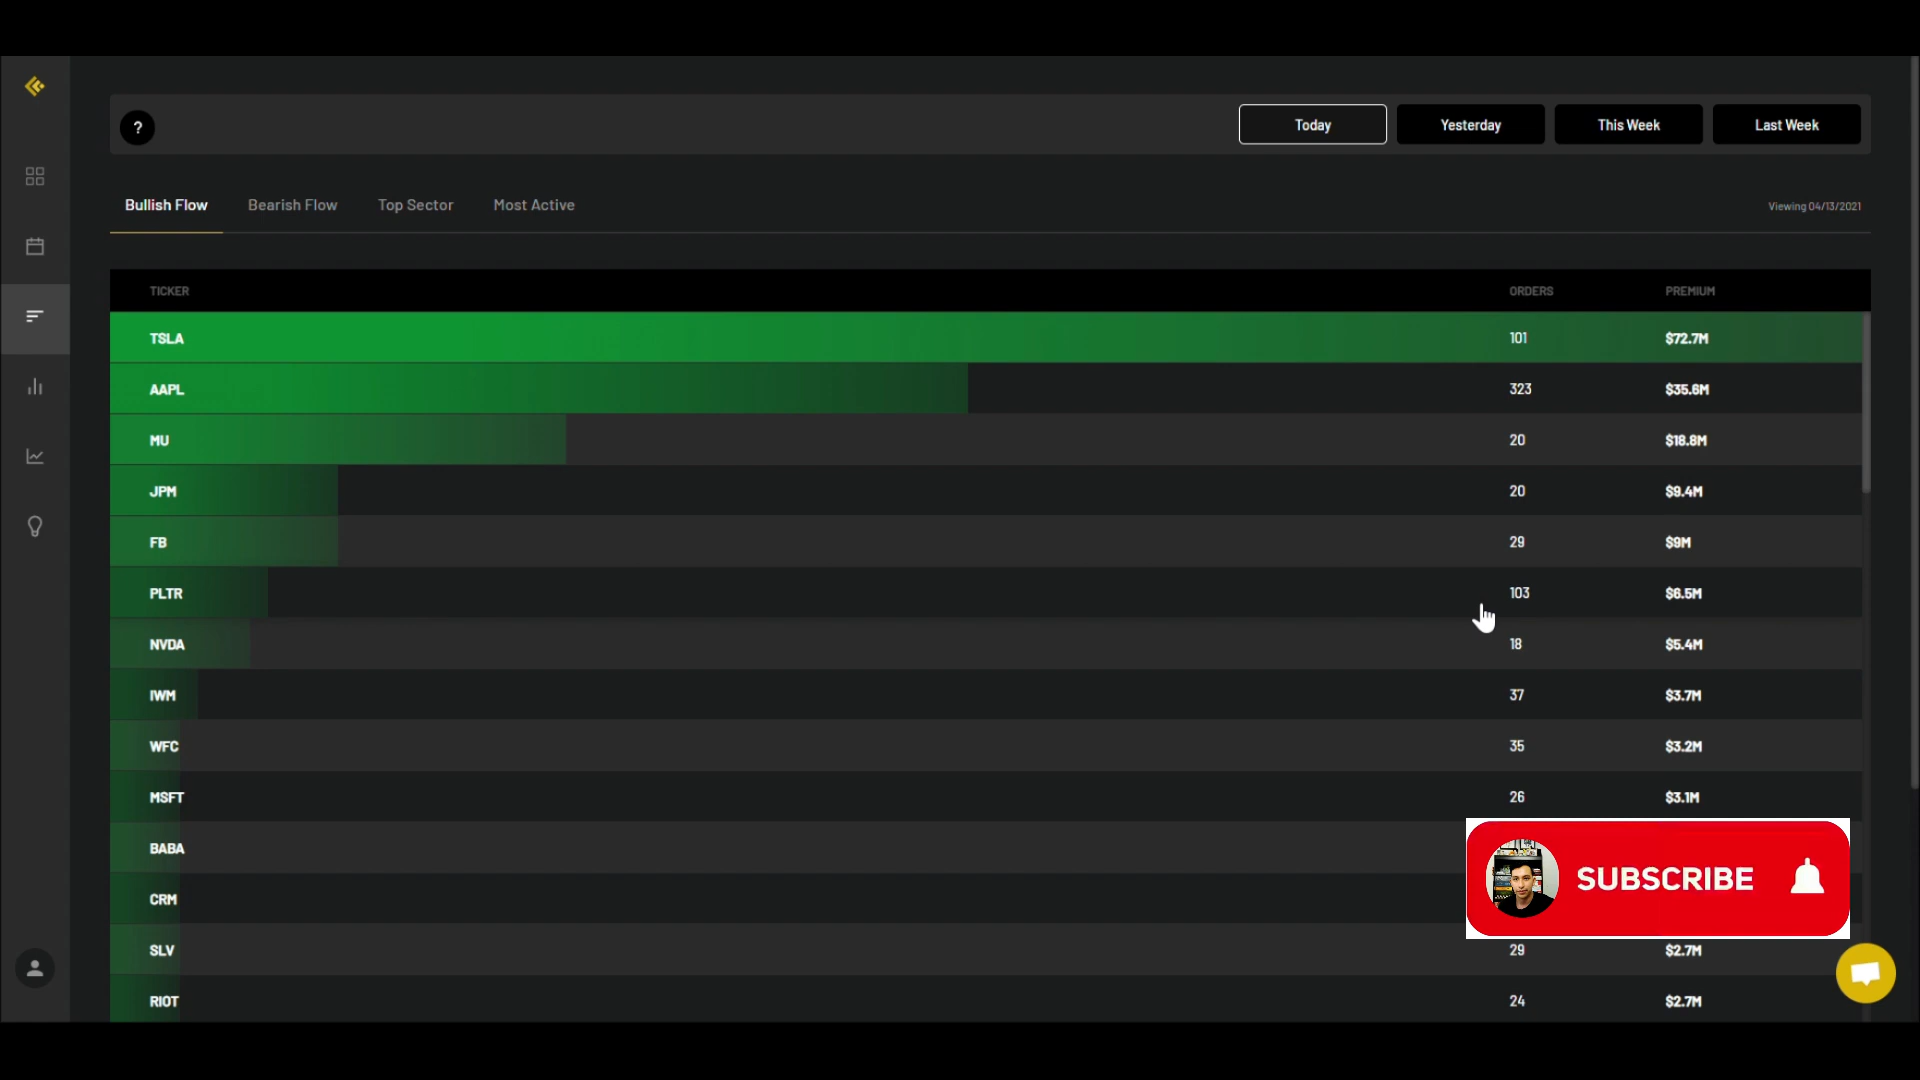 ?
Today Yesterday This Week Last Week
Bullish Flow Bearish Flow Top Sector Most Active Viewing 04/13/2021
TICKER ORDERS PREMIUM
TSLA 101 $72.7M
AAPL 323 $35.6M
MU 20 $18.8M
JPM 20 $9.4M
FB 29 $9M
PLTR 103 $6.5M
NVDA 18 $5.4M
IWM 37 $3.7M
WFC 35 $3.2M
MSFT 26 $3.1M
BABA
CRM
SUBSCRIBE
SLV 29 $2.7M
RIOT 24 $2.7M